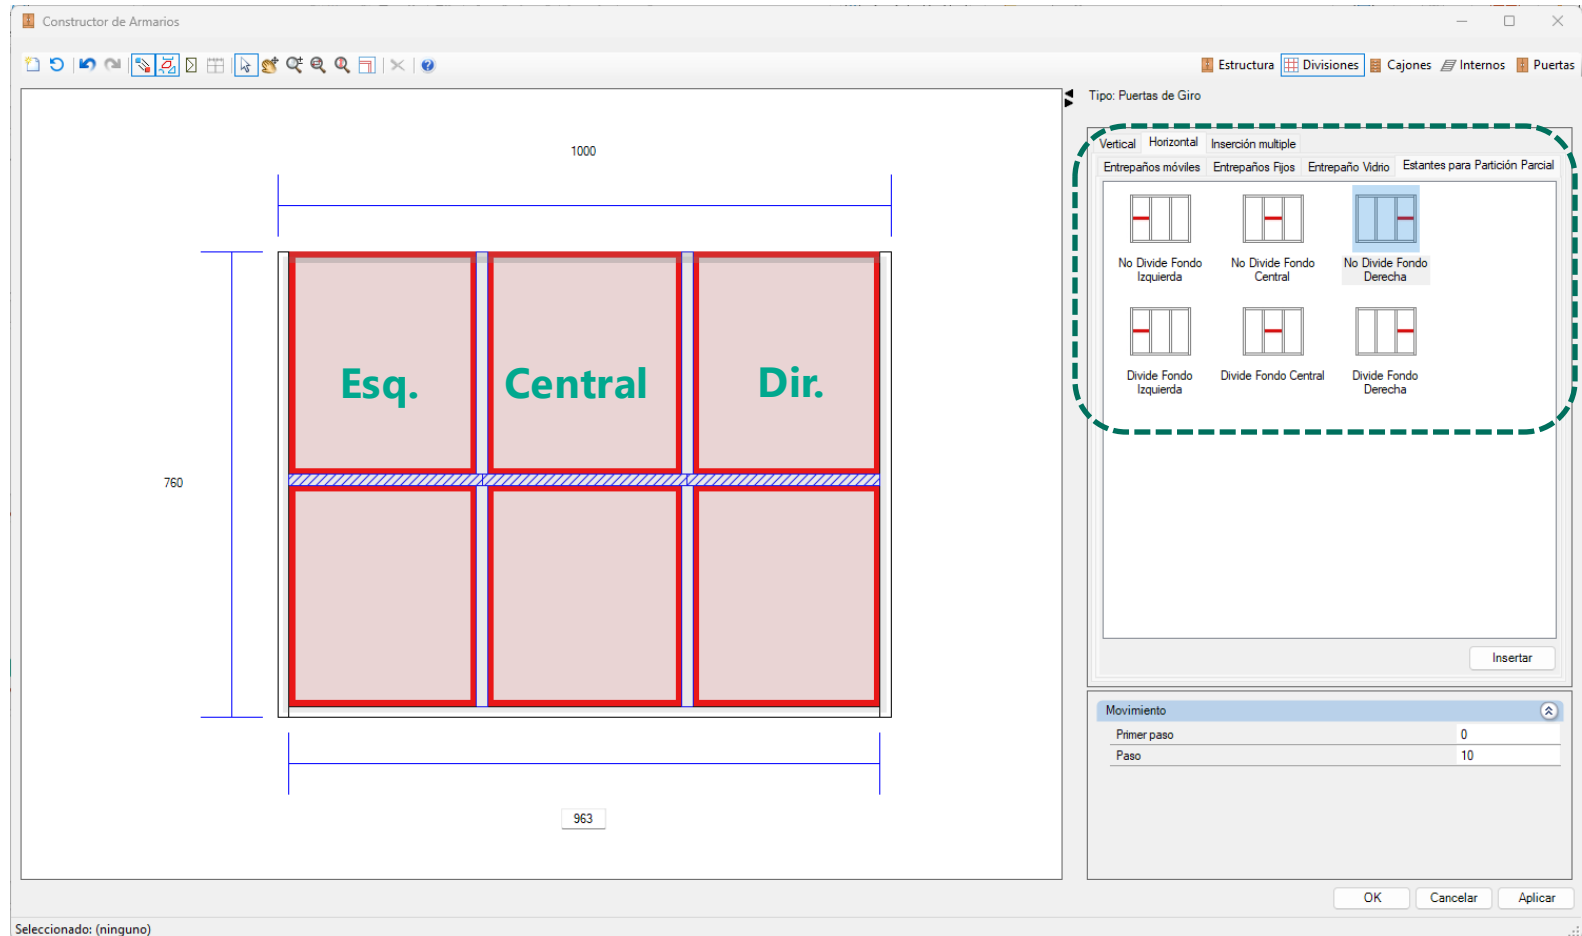 Constructor de Armarios
Estructura Divisiones Cajones Internos Puertas
Tipo: Puertas de Giro
Vertical Horizontal Inserción multiple
Entrepaños móviles Entrepaños Fijos Entrepaño Vidrio Estantes para Partición Parcial
No Divide Fondo
Izquierda
No Divide Fondo
Central
No Divide Fondo
Derecha
Divide Fondo
Izquierda
Divide Fondo Central
Divide Fondo
Derecha
1000
Esq. Central Dir.
760
963
Insertar
Movimiento
Primer paso 0
Paso 10
OK Cancelar Aplicar
Seleccionado: (ninguno)